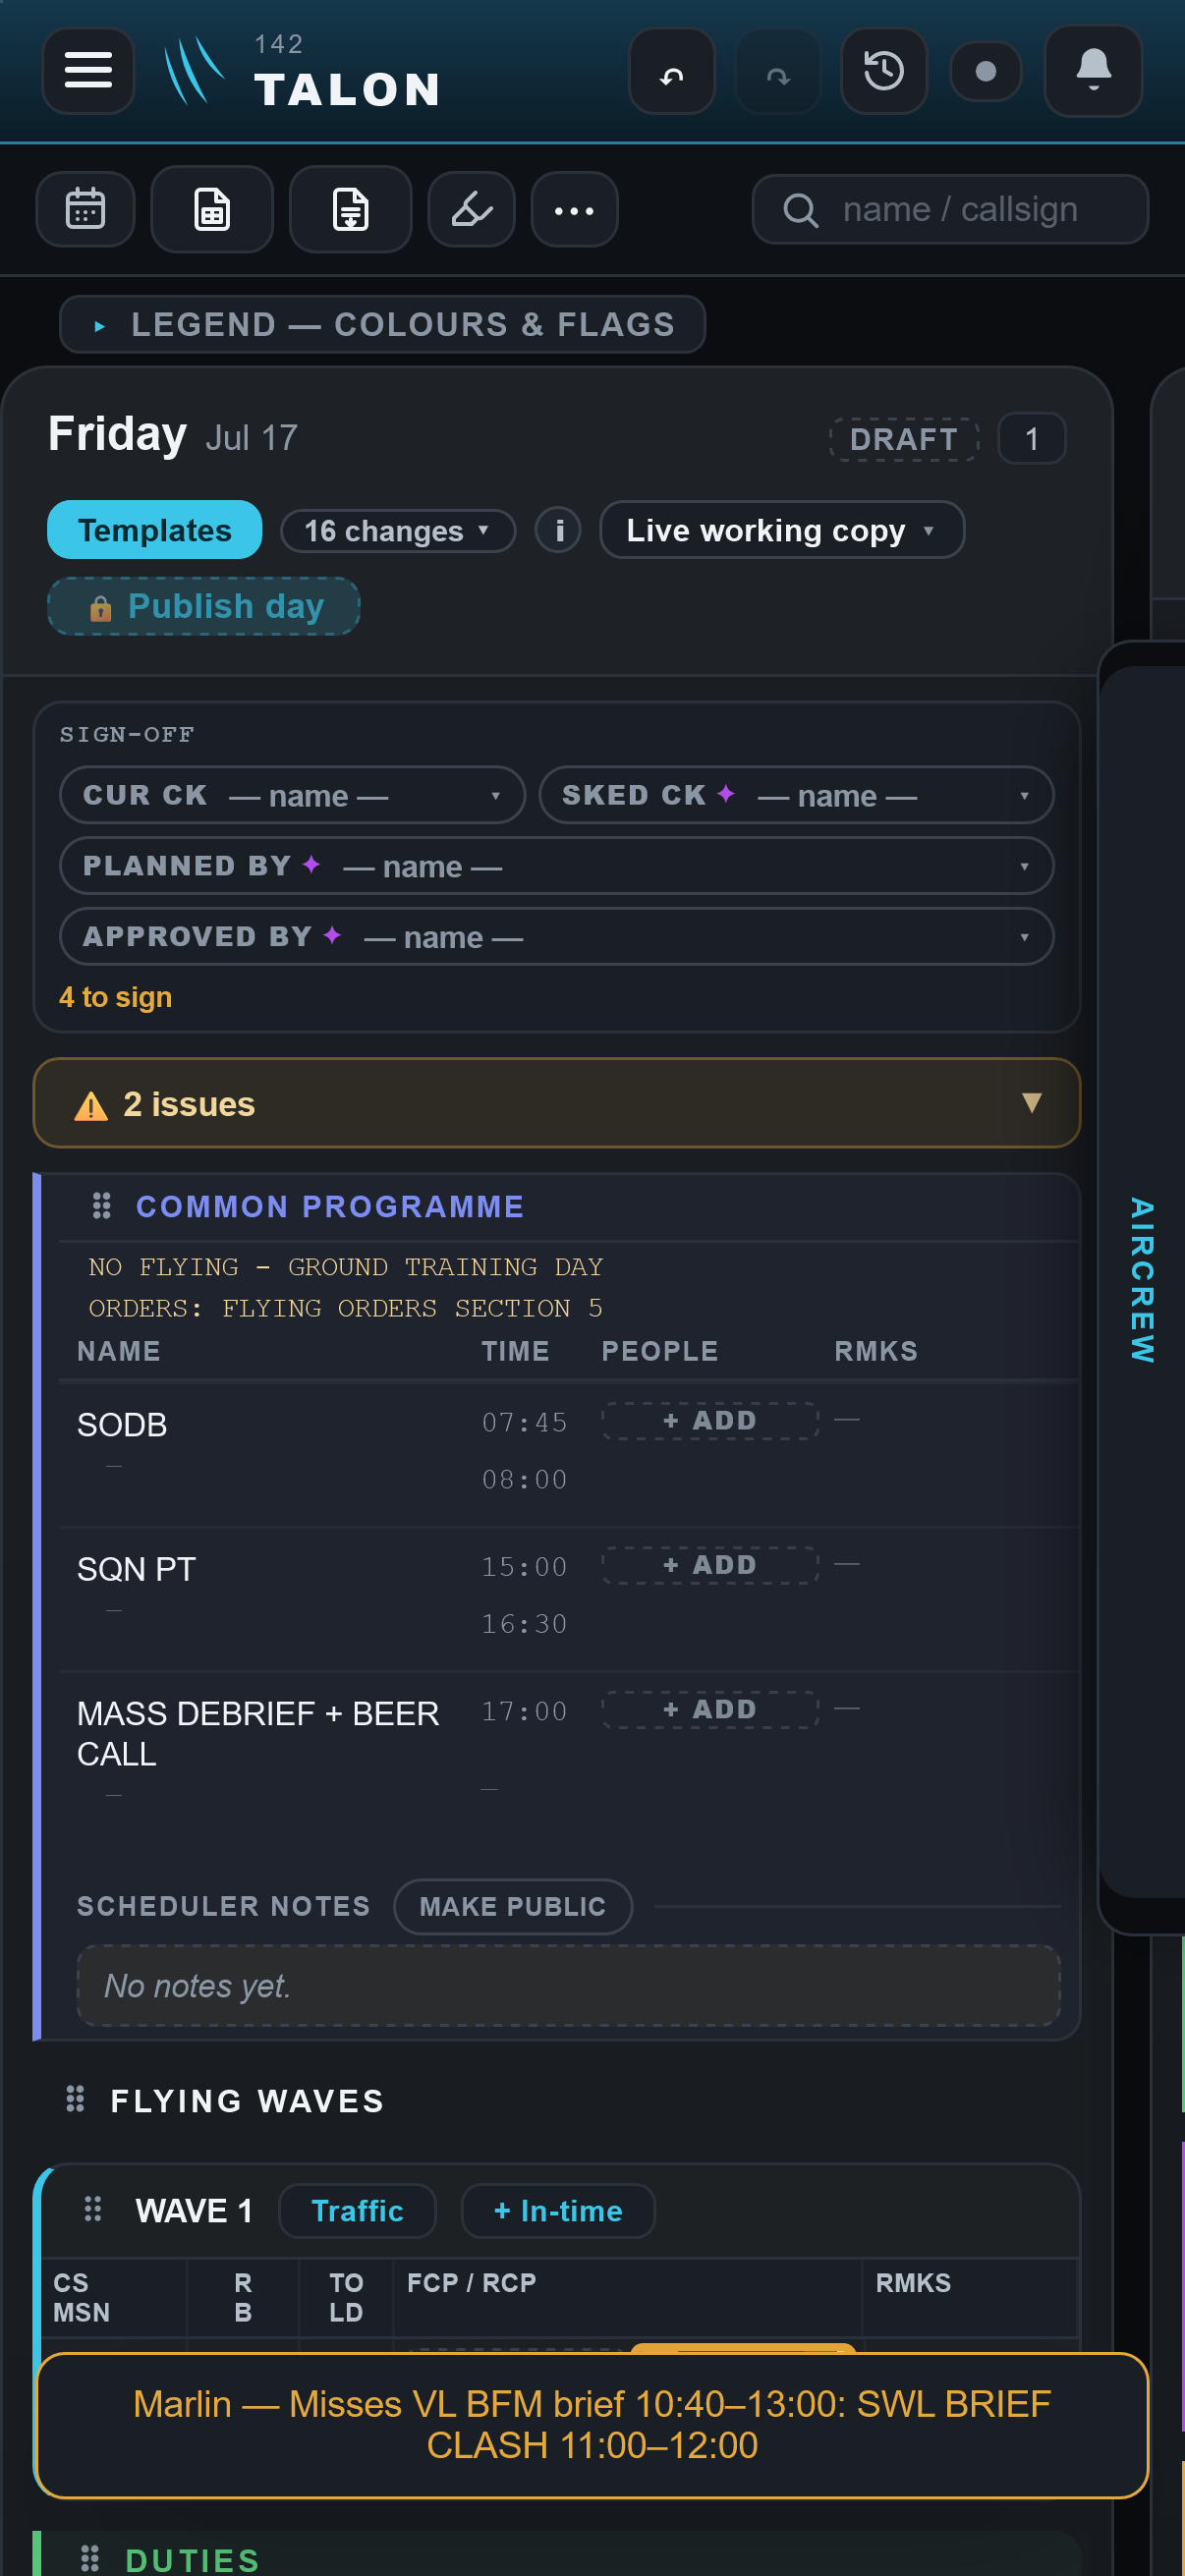 142
TALON
name / callsign
LEGEND — COLOURS & FLAGS
Friday Jul 17
DRAFT 1
Templates 16 changes i Live working copy
Publish day
SIGN-OFF
CUR CK — name — SKED CK — name —
PLANNED BY — name —
APPROVED BY — name —
4 to sign
2 issues
COMMON PROGRAMME
NO FLYING - GROUND TRAINING DAY
ORDERS: FLYING ORDERS SECTION 5
NAME TIME PEOPLE RMKS
SODB 07:45 + ADD —
— 08:00
SQN PT 15:00 + ADD —
— 16:30
MASS DEBRIEF + BEER 17:00 + ADD —
CALL
— —
SCHEDULER NOTES MAKE PUBLIC
No notes yet.
AIRCREW
FLYING WAVES
WAVE 1 Traffic + In-time
CS R TO FCP / RCP RMKS
MSN B LD
Marlin — Misses VL BFM brief 10:40–13:00: SWL BRIEF
CLASH 11:00–12:00
DUTIES